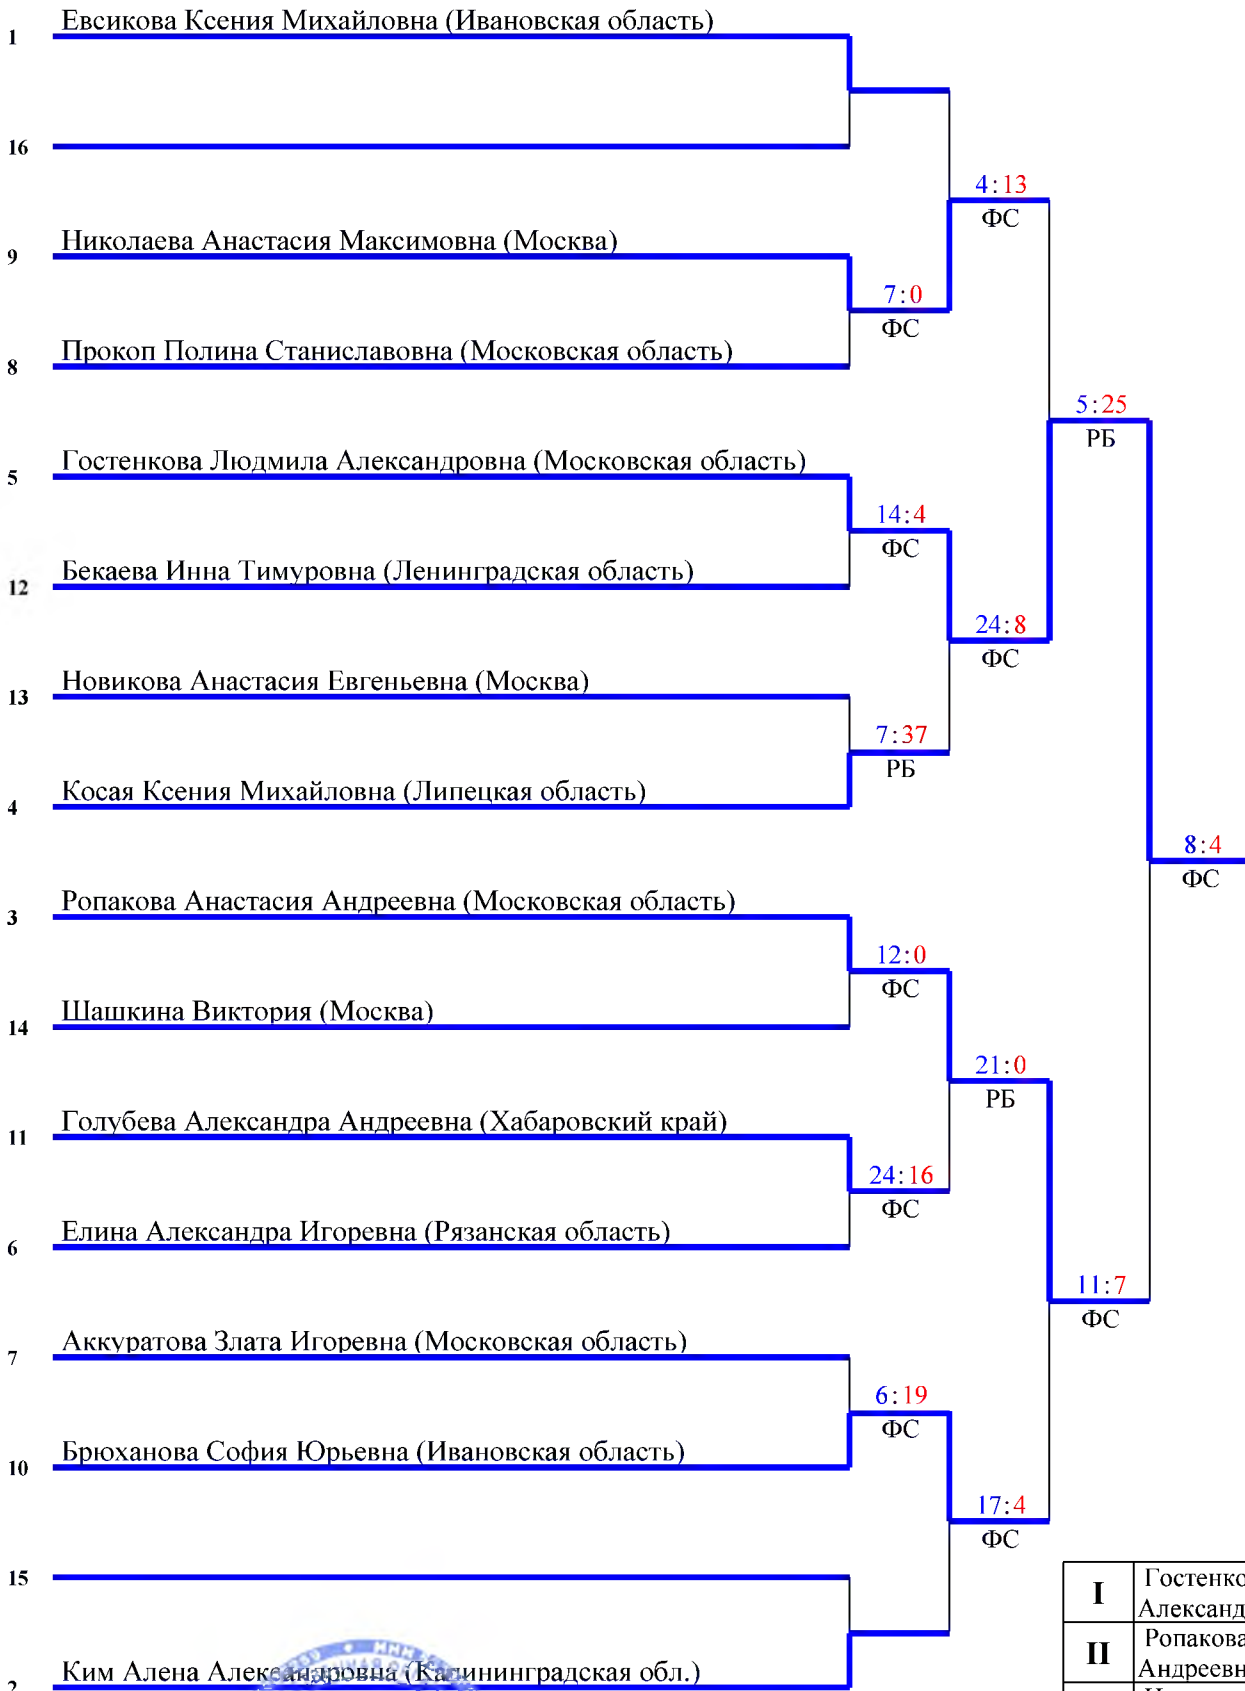 Евсикова Ксения Михайловна (Ивановская область)
1
16
4:13
ФС
Николаева Анастасия Максимовна (Москва)
9
7:0
ФС
Прокоп Полина Станиславовна (Московская область)
8
5:25
РБ
Гостенкова Людмила Александровна (Московская область)
5
14:4
ФС
Бекаева Инна Тимуровна (Ленинградская область)
12
24:8
ФС
Новикова Анастасия Евгеньевна (Москва)
13
7:37
РБ
Косая Ксения Михайловна (Липецкая область)
4
8:4
ФС
Ропакова Анастасия Андреевна (Московская область)
3
12:0
ФС
Шашкина Виктория (Москва)
14
21:0
РБ
Голубева Александра Андреевна (Хабаровский край)
11
24:16
ФС
Елина Александра Игоревна (Рязанская область)
6
11:7
ФС
Аккуратова Злата Игоревна (Московская область)
7
6:19
ФС
Брюханова София Юрьевна (Ивановская область)
10
17:4
ФС
15
I
Гостенко
Александ
II
Ропакова
Андреевн
Ким Алена Александровна (Калининградская обл.)
2